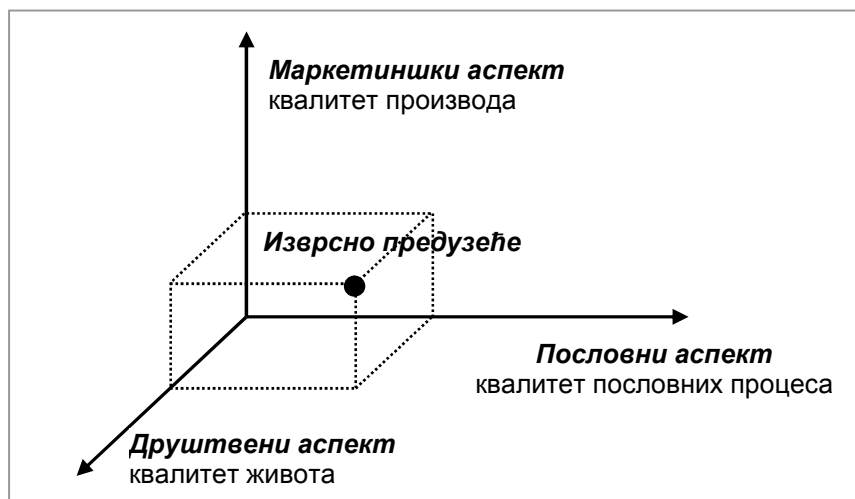 Маркетиншки аспект
квалитет производа
Изврсно предузеће
Пословни аспект
квалитет пословних процеса
Друштвени аспект
квалитет живота